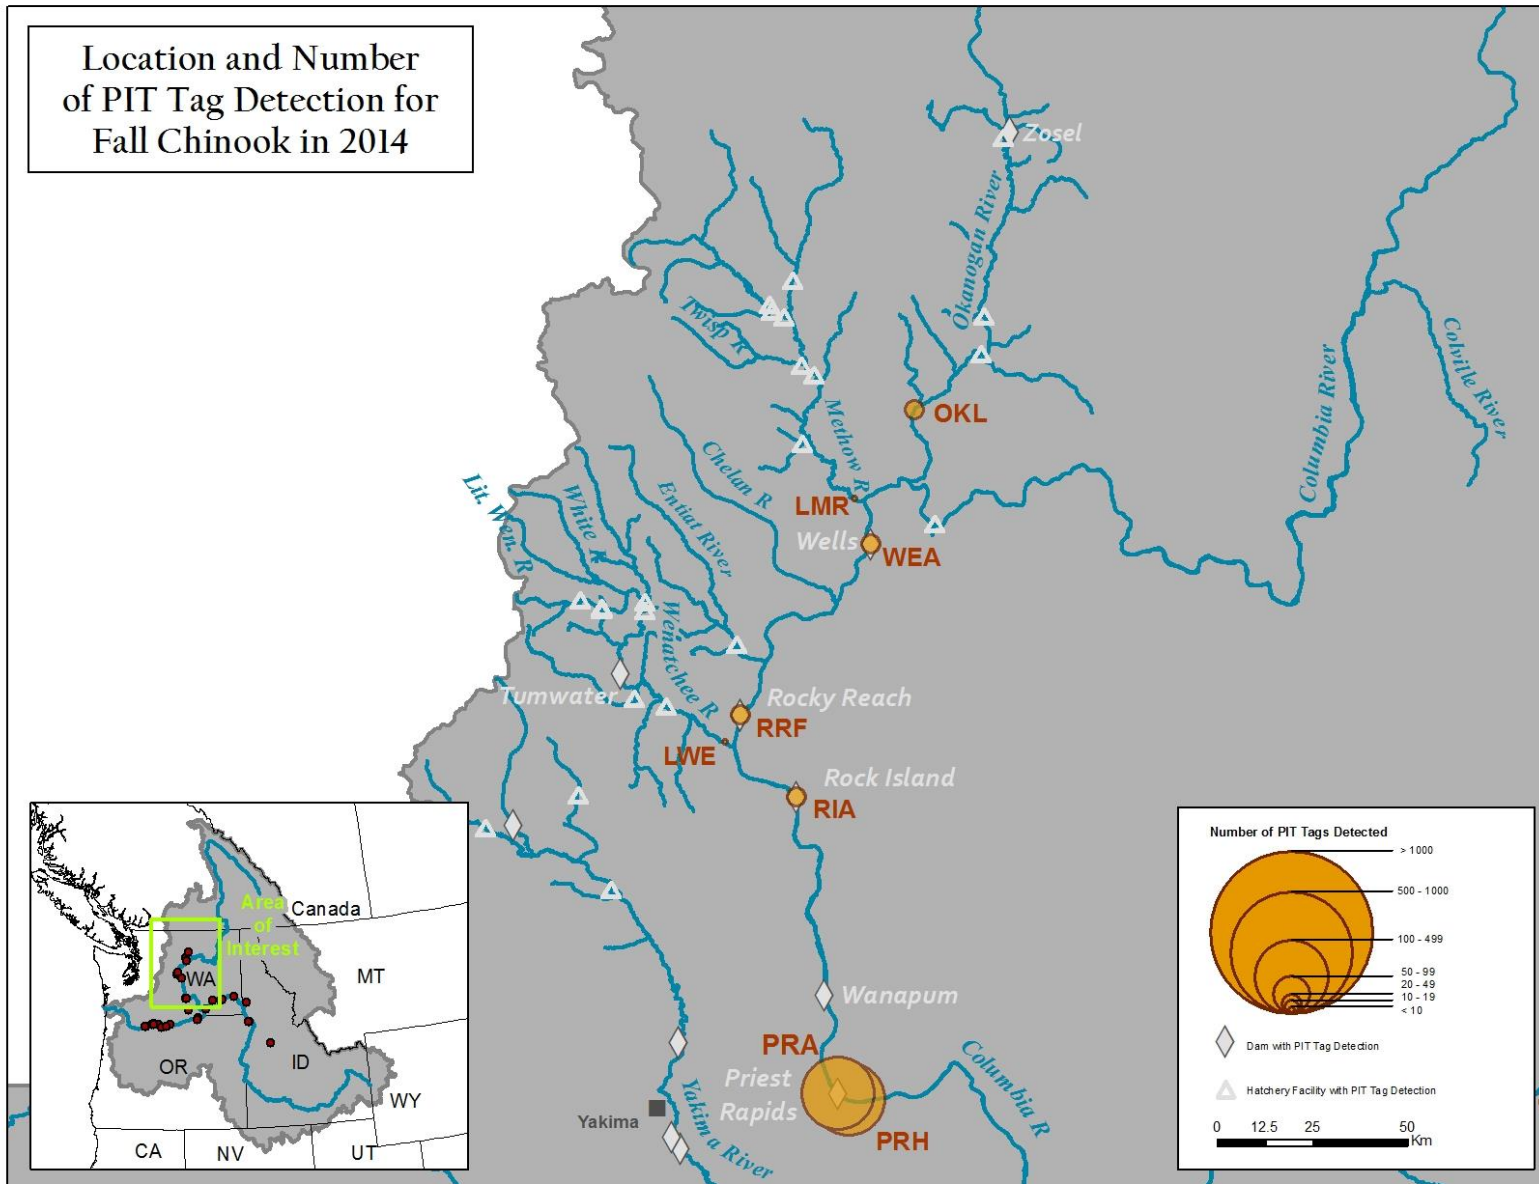 Location and Number
of PIT Tag Detection for
Fall Chinook in 2014
Zosel
Okanogan River
Twisp R
Methow R
OKL
Columbia River
Colville River
Chelan R
Lit. Wen. R
White R
Entiat River
LMR
Wells
WEA
Wenatchee R
Tumwater
Rocky Reach
RRF
LWE
Rock Island
RIA
Wanapum
PRA
Priest
Rapids
PRH
Columbia R
Yakima
Yakima River
Area
of
Interest
Canada
WA
MT
OR
ID
WY
CA
NV
UT
Number of PIT Tags Detected
> 1000
500 - 1000
100 - 499
50 - 99
20 - 49
10 - 19
< 10
Dam with PIT Tag Detection
Hatchery Facility with PIT Tag Detection
0 12.5 25 50
Km